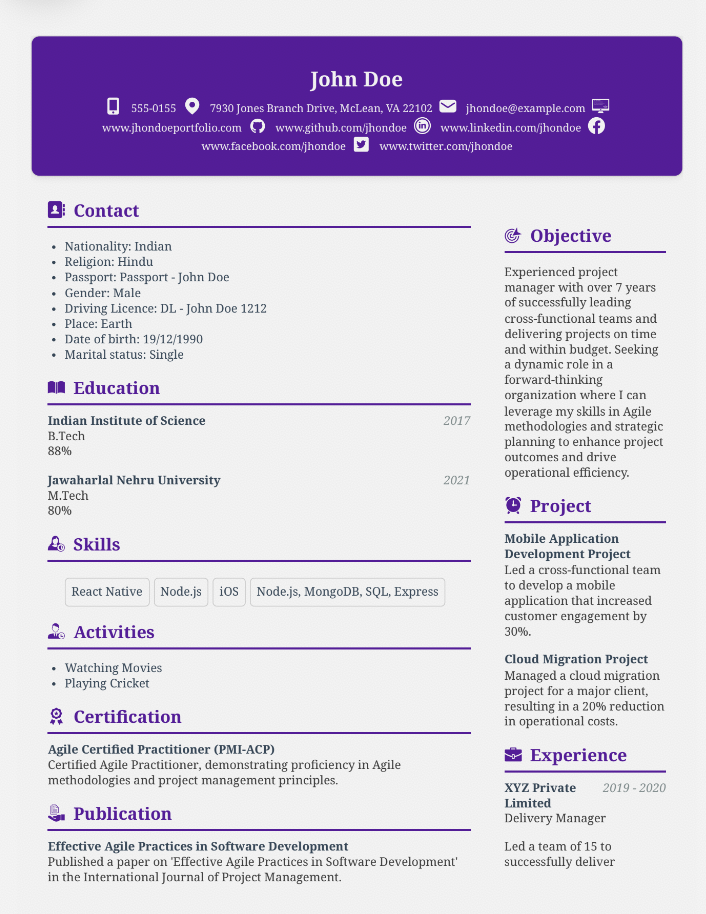 John Doe
555-0155 7930 Jones Branch Drive, McLean, VA 22102 jhondoe@example.com
www.jhondoeportfolio.com www.github.com/jhondoe www.linkedin.com/jhondoe
www.facebook.com/jhondoe www.twitter.com/jhondoe
Contact
• Nationality: Indian
• Religion: Hindu
• Passport: Passport - John Doe
• Gender: Male
• Driving Licence: DL - John Doe 1212
• Place: Earth
• Date of birth: 19/12/1990
• Marital status: Single
Education
Indian Institute of Science 2017
B.Tech
88%
Jawaharlal Nehru University 2021
M.Tech
80%
Skills
React Native Node.js iOS Node.js, MongoDB, SQL, Express
Activities
• Watching Movies
• Playing Cricket
Certification
Agile Certified Practitioner (PMI-ACP)
Certified Agile Practitioner, demonstrating proficiency in Agile
methodologies and project management principles.
Publication
Effective Agile Practices in Software Development
Published a paper on 'Effective Agile Practices in Software Development'
in the International Journal of Project Management.
Objective
Experienced project
manager with over 7 years
of successfully leading
cross-functional teams and
delivering projects on time
and within budget. Seeking
a dynamic role in a
forward-thinking
organization where I can
leverage my skills in Agile
methodologies and strategic
planning to enhance project
outcomes and drive
operational efficiency.
Project
Mobile Application
Development Project
Led a cross-functional team
to develop a mobile
application that increased
customer engagement by
30%.
Cloud Migration Project
Managed a cloud migration
project for a major client,
resulting in a 20% reduction
in operational costs.
Experience
XYZ Private 2019 - 2020
Limited
Delivery Manager
Led a team of 15 to
successfully deliver